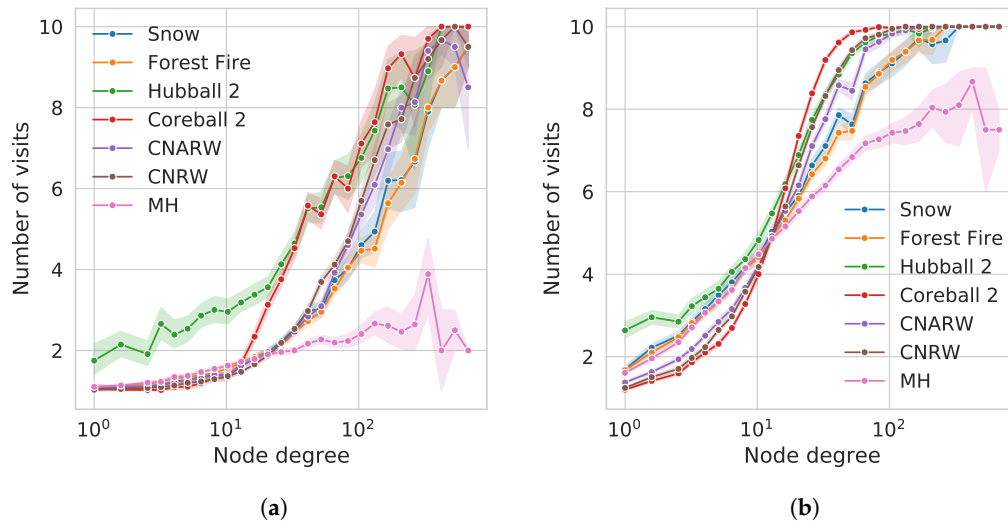 10
8
6
4
2
Number of visits
Snow
Forest Fire
Hubball 2
Coreball 2
CNARW
CNRW
MH
10^0
10^1
10^2
Node degree
(a)
10
8
6
4
2
Number of visits
Snow
Forest Fire
Hubball 2
Coreball 2
CNARW
CNRW
MH
10^0
10^1
10^2
Node degree
(b)